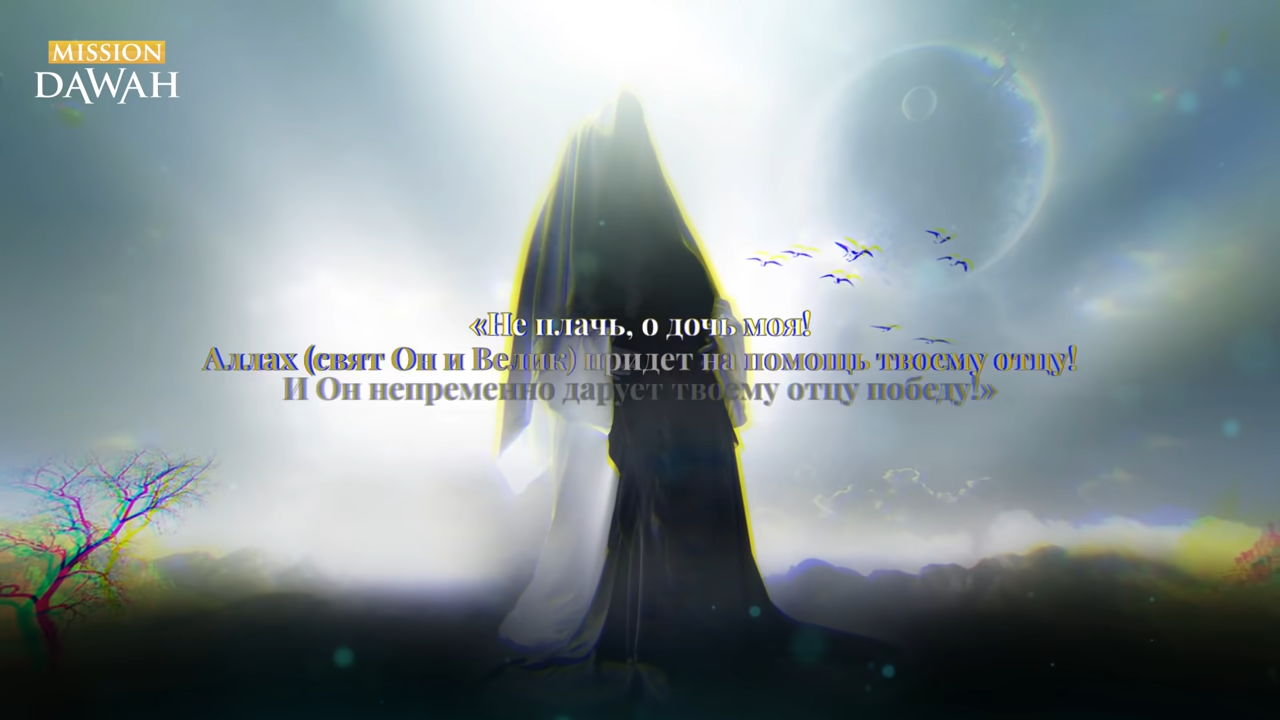 MISSION
DAWAH
«Не плачь, о дочь моя!
Аллах (свят Он и Велик) придет на помощь твоему отцу!
И Он непременно дарует твоему отцу победу!»